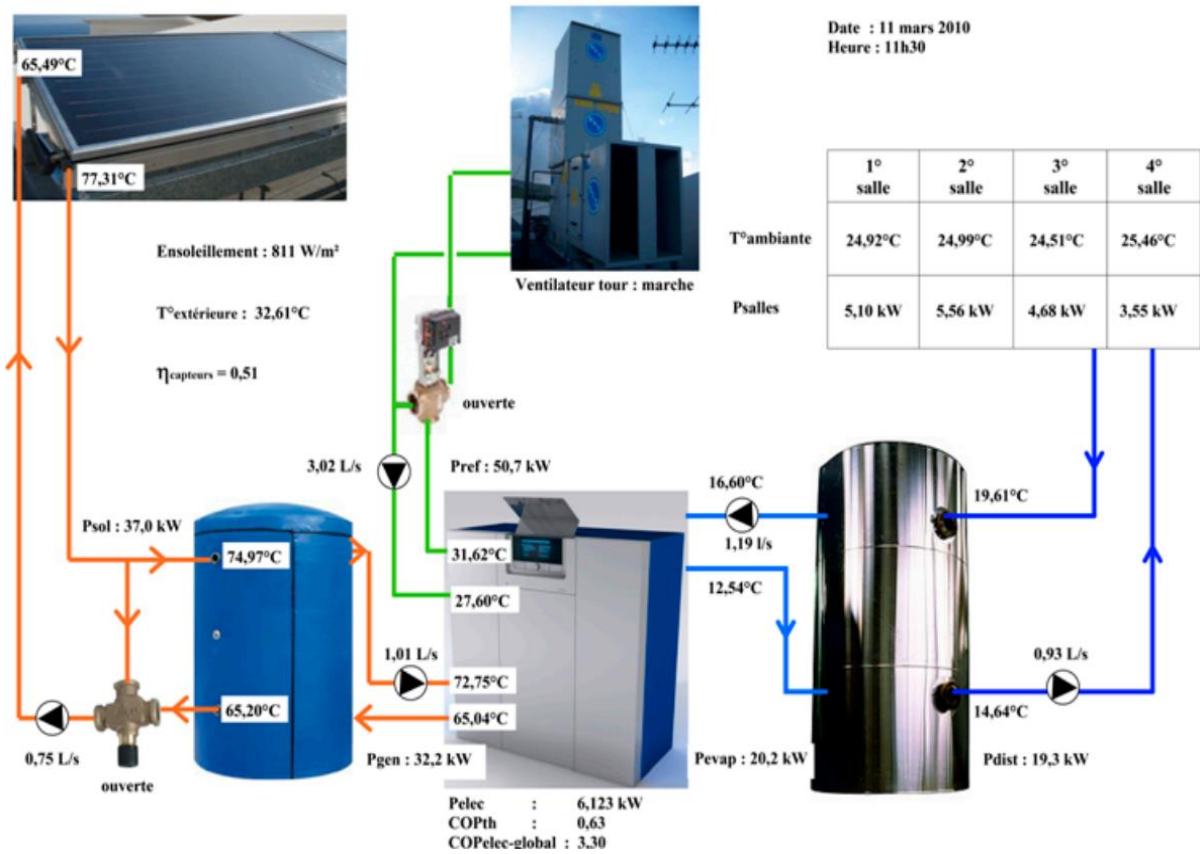 Date : 11 mars 2010
Heure : 11h30
65,49°C
77,31°C
Ensoleillement : 811 W/m²
T°extérieure : 32,61°C
ηcapteurs = 0,51
Ventilateur tour : marche
1° salle
2° salle
3° salle
4° salle
T°ambiante
24,92°C
24,99°C
24,51°C
25,46°C
Psalles
5,10 kW
5,56 kW
4,68 kW
3,55 kW
ouverte
3,02 L/s
Pref : 50,7 kW
Psol : 37,0 kW
74,97°C
65,20°C
0,75 L/s
ouverte
1,01 L/s
Pgen : 32,2 kW
31,62°C
27,60°C
72,75°C
65,04°C
16,60°C
1,19 l/s
12,54°C
Pevap : 20,2 kW
19,61°C
0,93 L/s
14,64°C
Pdist : 19,3 kW
Pelec : 6,123 kW
COPth : 0,63
COPelec-global : 3,30